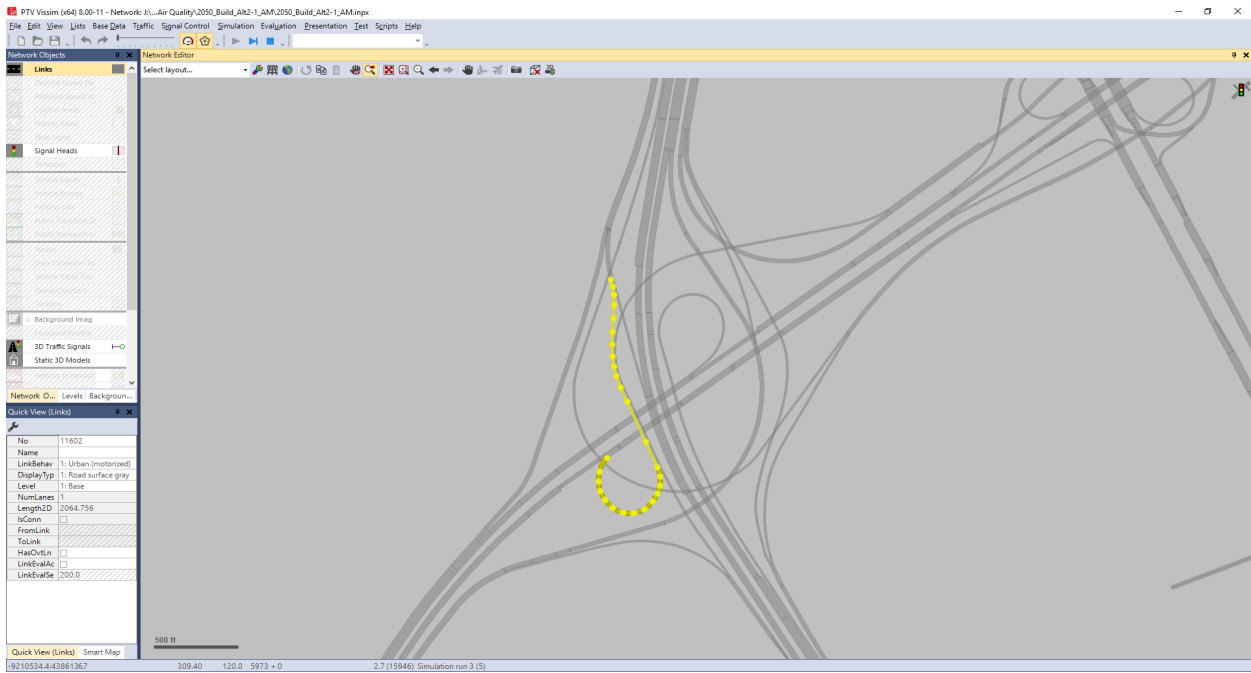 PTV Vissim (x64) 8.00-11 - Network: J:\...Air Quality\2050_Build_Alt2-1_AM\2050_Build_Alt2-1_AM.inpx
File Edit View Lists Base Data Traffic Signal Control Simulation Evaluation Presentation Test Scripts Help
Network Objects
Network Editor
Links
Select layout...
Signal Heads
Background Imag
3D Traffic Signals
Static 3D Models
Network O... Levels Backgroun...
Quick View (Links)
No 11602
Name
LinkBehav 1: Urban (motorized)
DisplayTyp 1: Road surface gray
Level 1: Base
NumLanes 1
Length2D 2064.756
IsConn
FromLink
ToLink
HasOvtLn
LinkEvalAc
LinkEvalSe 200.0
500 ft
Quick View (Links) Smart Map
-9210534.4:4386136.7 309.40 120.0 5973 + 0 2.7 (15946) Simulation run 3 (5)